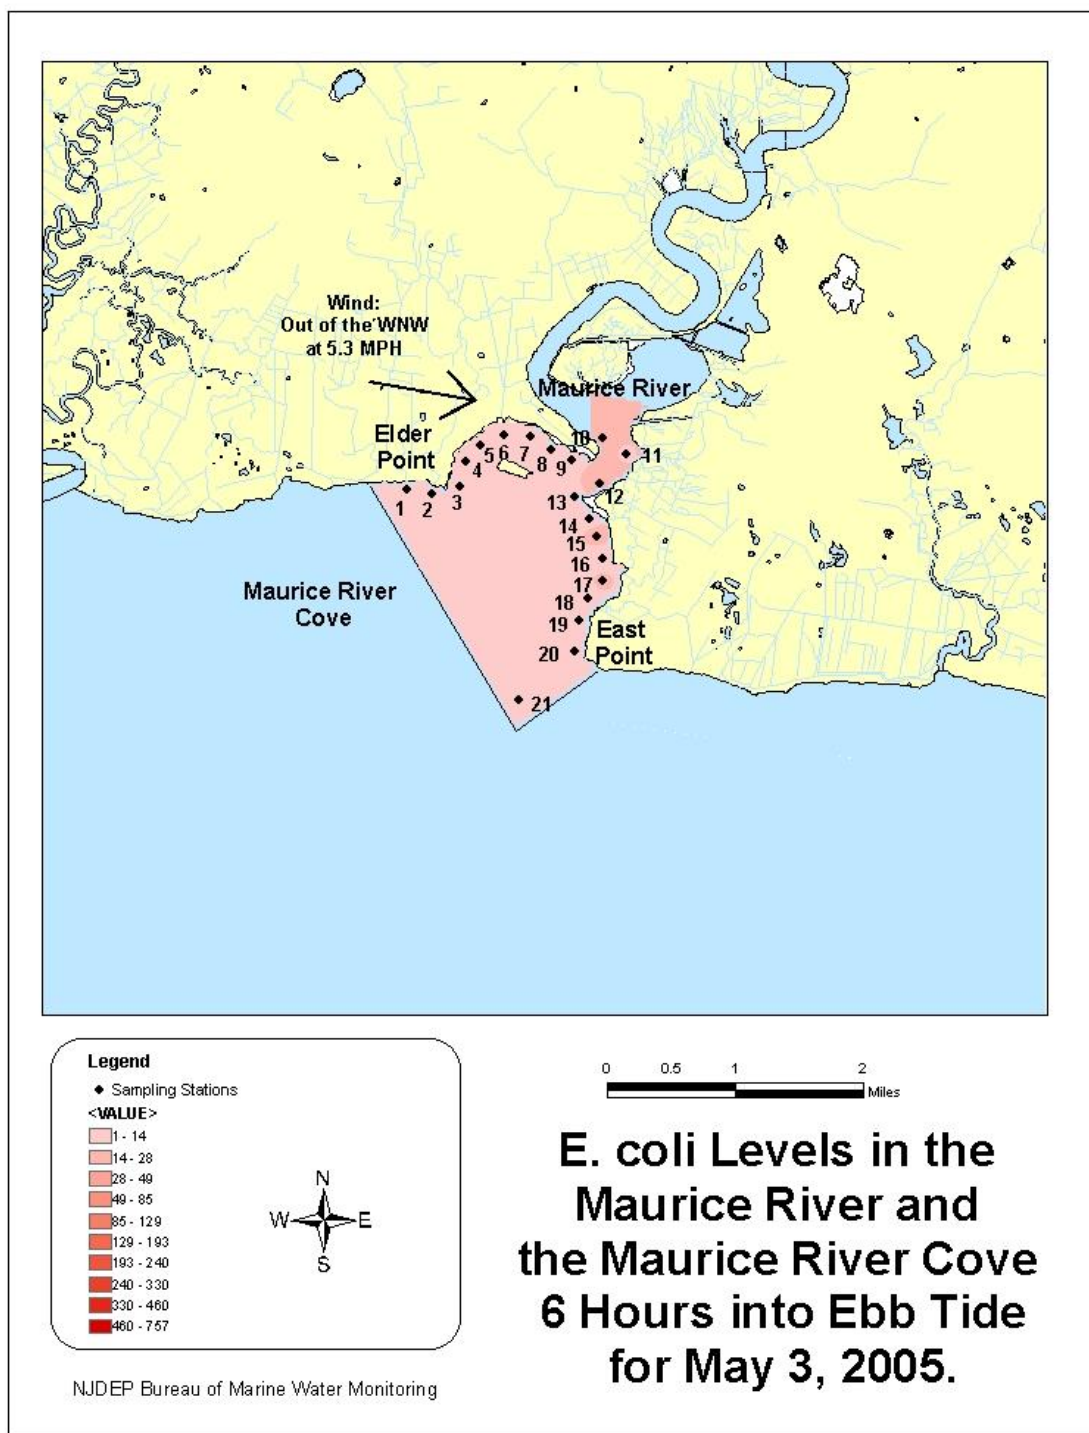 Wind:
Out of the WNW
at 5.3 MPH
Maurice River
Elder
Point
10
11
5
6
7
8
9
4
3
2
1
12
13
14
15
16
17
18
19
20
21
Maurice River
Cove
East
Point
Legend
Sampling Stations
<VALUE>
1 - 14
14 - 28
28 - 49
49 - 85
85 - 129
129 - 193
193 - 240
240 - 330
330 - 460
460 - 757
N
W
E
S
0 0.5 1 2
Miles
E. coli Levels in the
Maurice River and
the Maurice River Cove
6 Hours into Ebb Tide
for May 3, 2005.
NJDEP Bureau of Marine Water Monitoring